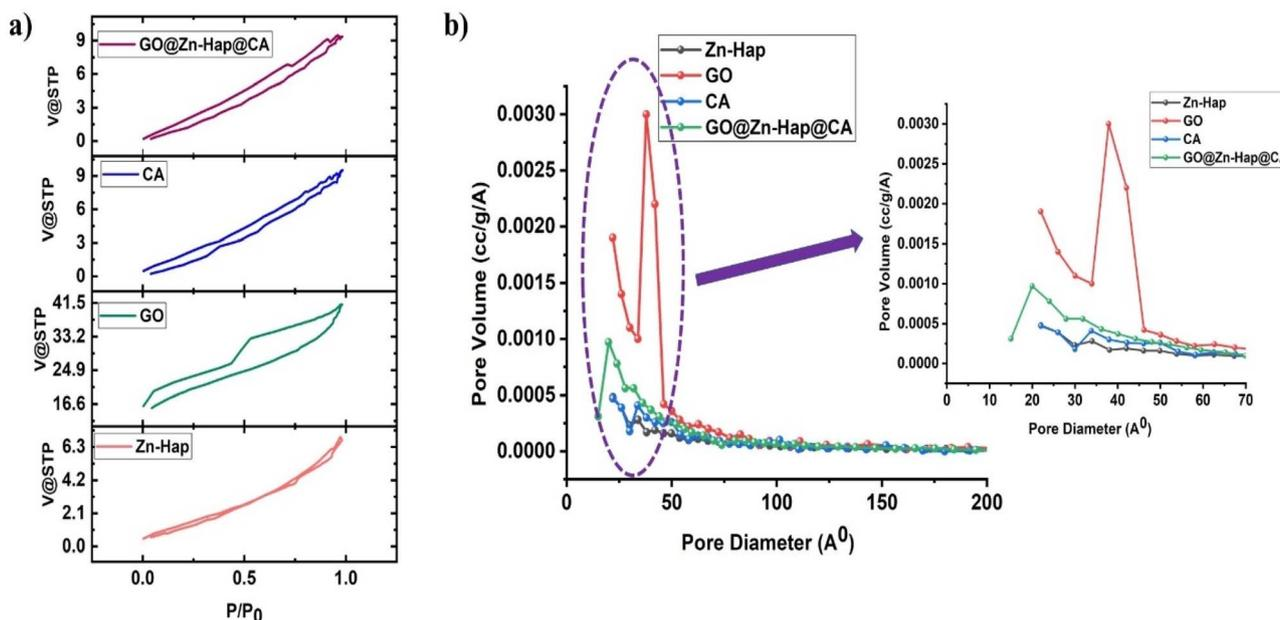 a)
GO@Zn-Hap@CA
V@STP
9
6
3
0
CA
V@STP
9
6
3
0
GO
V@STP
41.5
33.2
24.9
16.6
Zn-Hap
V@STP
6.3
4.2
2.1
0.0
0.0 0.5 1.0
P/P0
b)
Zn-Hap
GO
CA
GO@Zn-Hap@CA
Pore Volume (cc/g/A)
0.0030
0.0025
0.0020
0.0015
0.0010
0.0005
0.0000
0 50 100 150 200
Pore Diameter (A0)
Zn-Hap
GO
CA
GO@Zn-Hap@CA
Pore Volume (cc/g/A)
0.0030
0.0025
0.0020
0.0015
0.0010
0.0005
0.0000
0 10 20 30 40 50 60 70
Pore Diameter (A0)